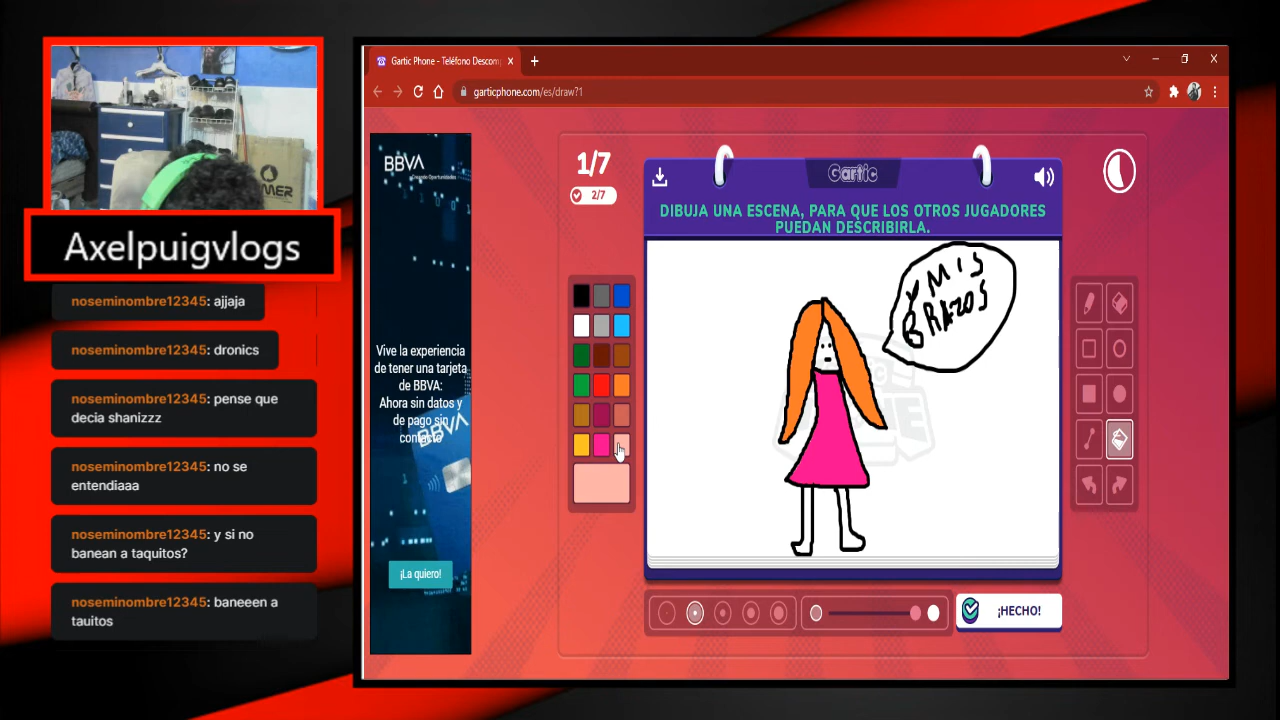 Gartic Phone - Teléfono Descom
garticphone.com/es/draw?1
Axelpuigvlogs
noseminombre12345: ajjaja
noseminombre12345: dronics
noseminombre12345: pense que
decia shanizzz
noseminombre12345: no se
entendiaaa
noseminombre12345: y si no
banean a taquitos?
noseminombre12345: baneeen a
tauitos
BBVA
Creando Oportunidades
Vive la experiencia
de tener una tarjeta
de BBVA:
Ahora sin datos y
de pago sin
contacto
BBVA
¡La quiero!
1/7
2/7
Gartic
DIBUJA UNA ESCENA, PARA QUE LOS OTROS JUGADORES
PUEDAN DESCRIBIRLA.
Y MIS
BRAZOS
¡HECHO!